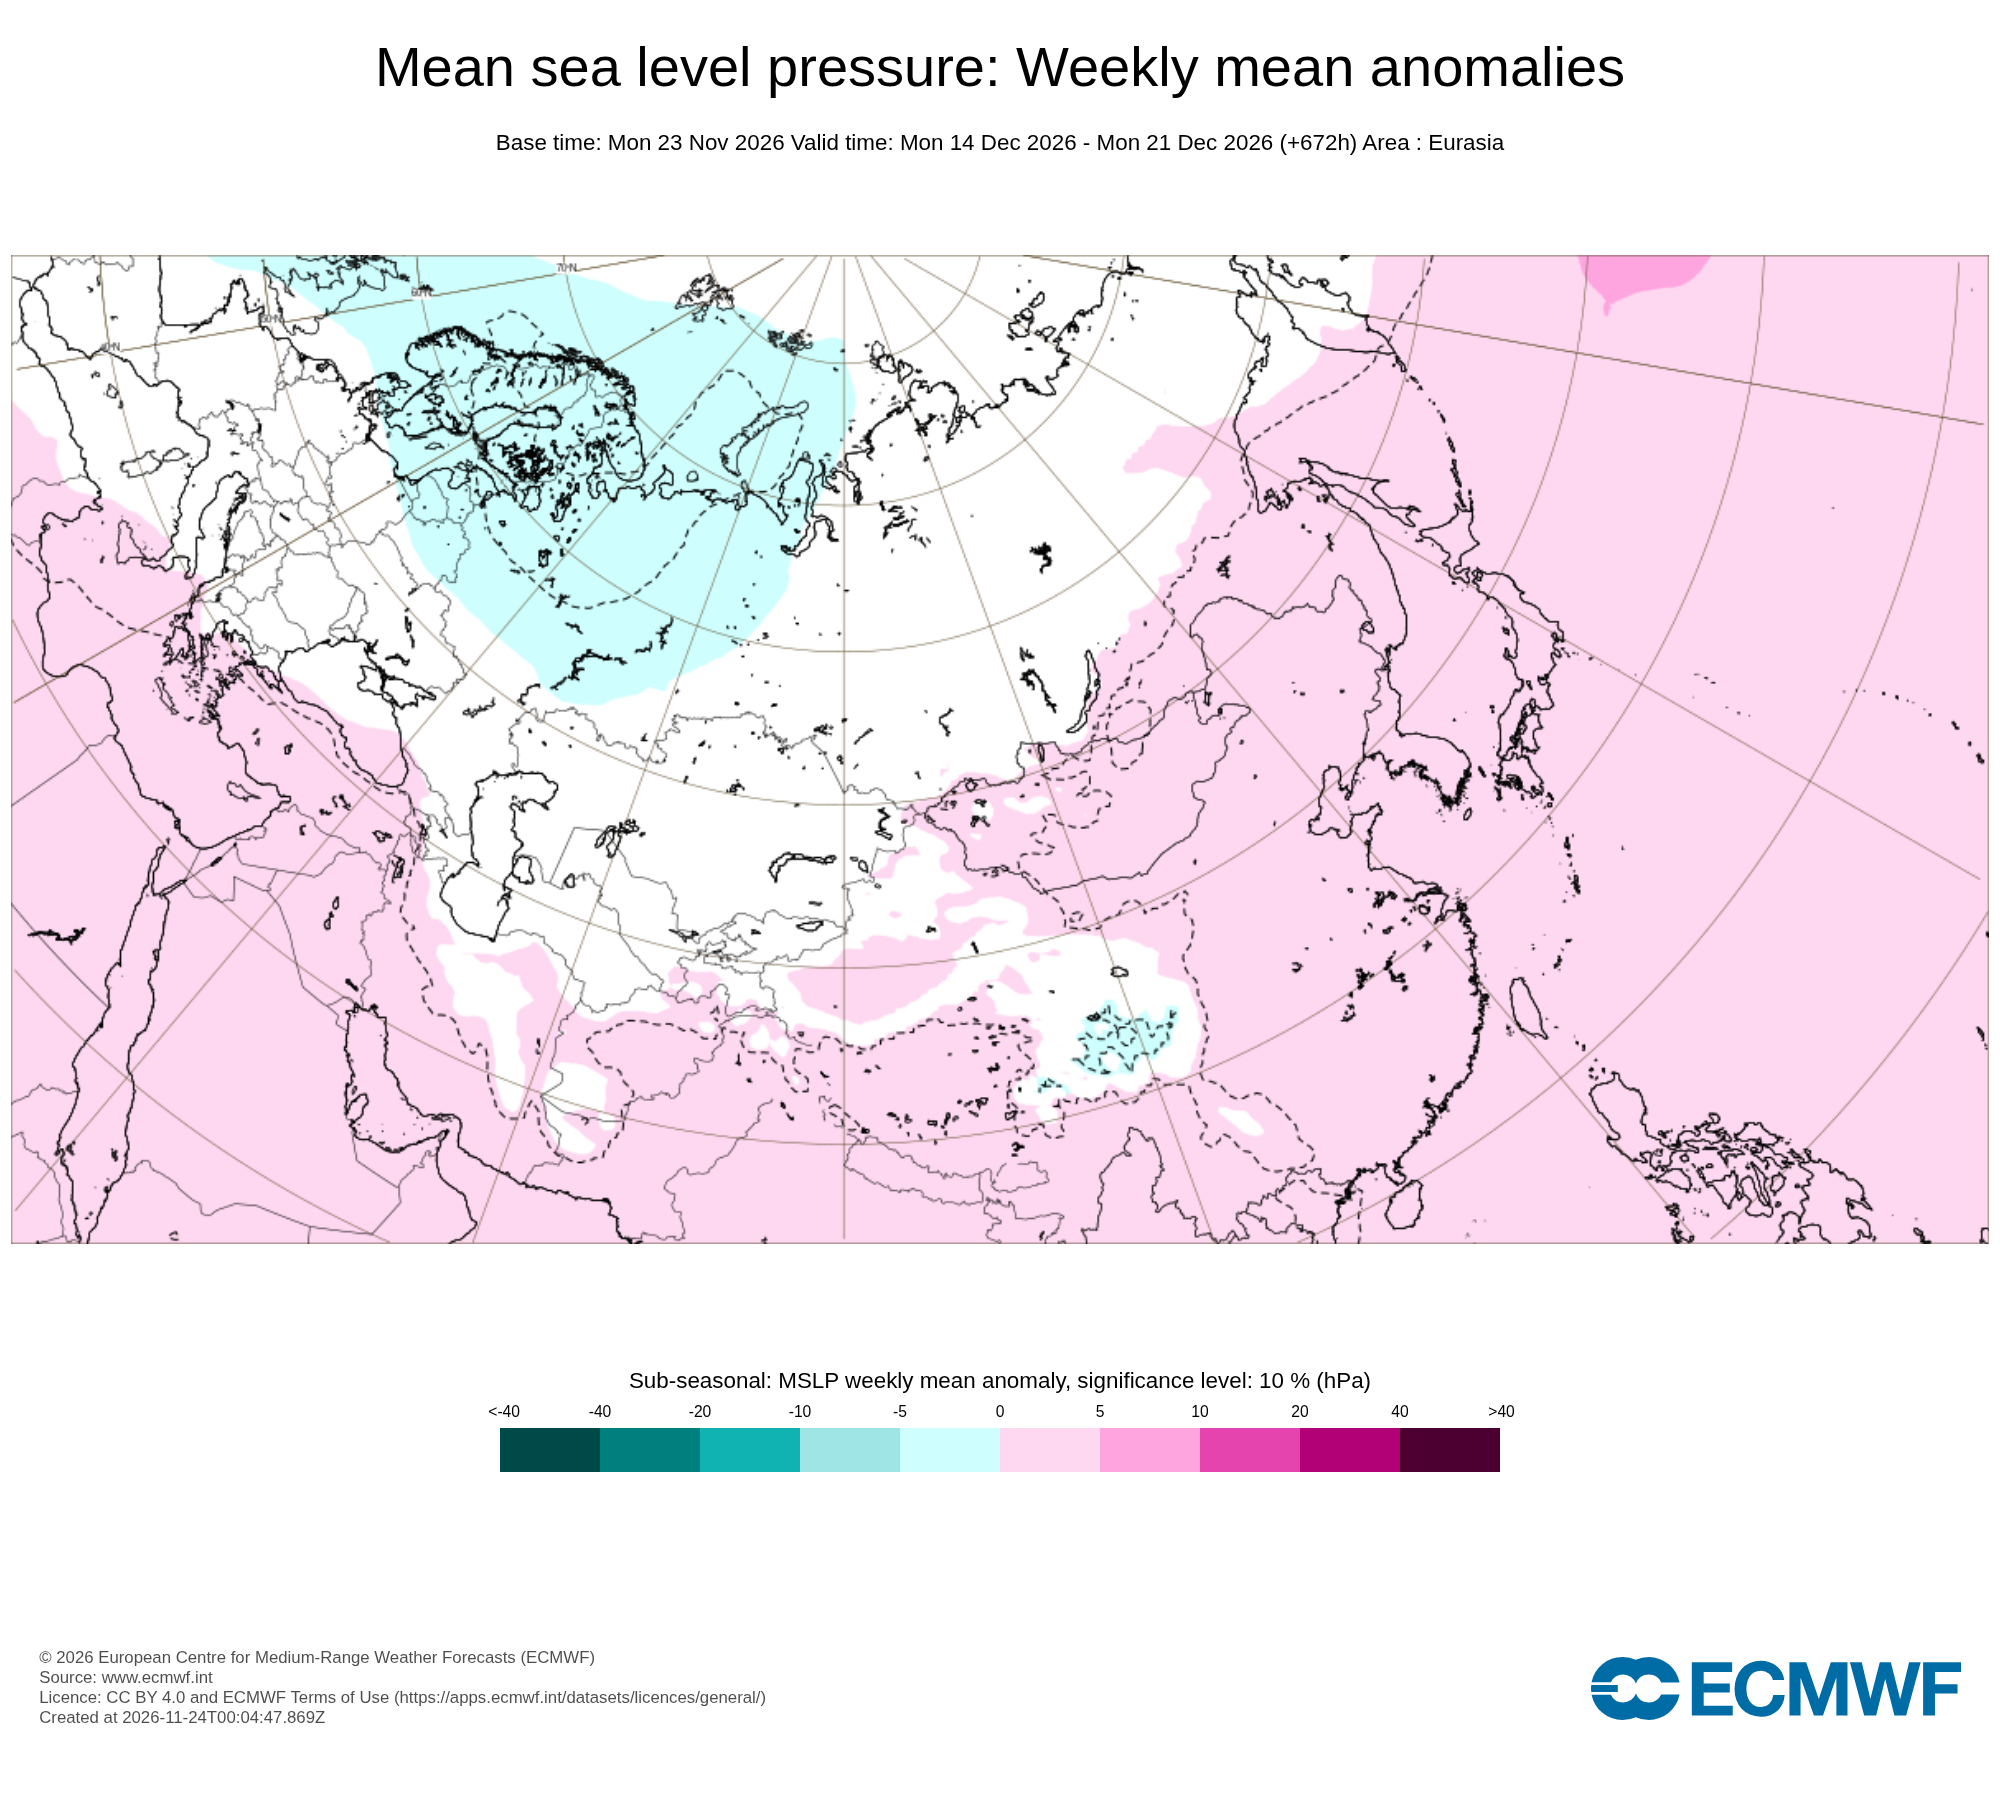 Mean sea level pressure: Weekly mean anomalies
Base time: Mon 23 Nov 2026 Valid time: Mon 14 Dec 2026 - Mon 21 Dec 2026 (+672h) Area : Eurasia
70°N
60°N
50°N
40°N
Sub-seasonal: MSLP weekly mean anomaly, significance level: 10 % (hPa)
<-40 -40 -20 -10 -5 0 5 10 20 40 >40
© 2026 European Centre for Medium-Range Weather Forecasts (ECMWF)
Source: www.ecmwf.int
Licence: CC BY 4.0 and ECMWF Terms of Use (https://apps.ecmwf.int/datasets/licences/general/)
Created at 2026-11-24T00:04:47.869Z
ECMWF